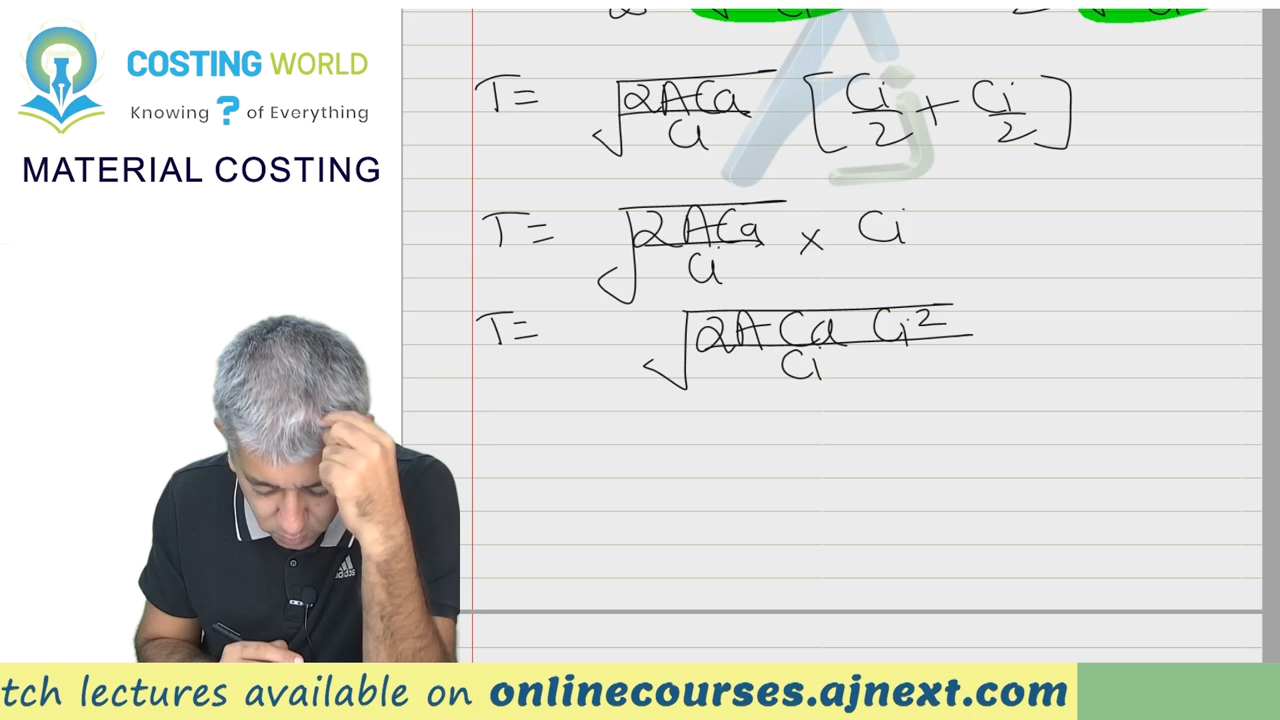 COSTING WORLD
Knowing ? of Everything
MATERIAL COSTING
T = √(2ACa/Ci) [Ci/2 + Ci/2]
T = √(2ACa/Ci) × Ci
T = √(2ACa Ci²/Ci)
adidas
tch lectures available on onlinecourses.ajnext.com